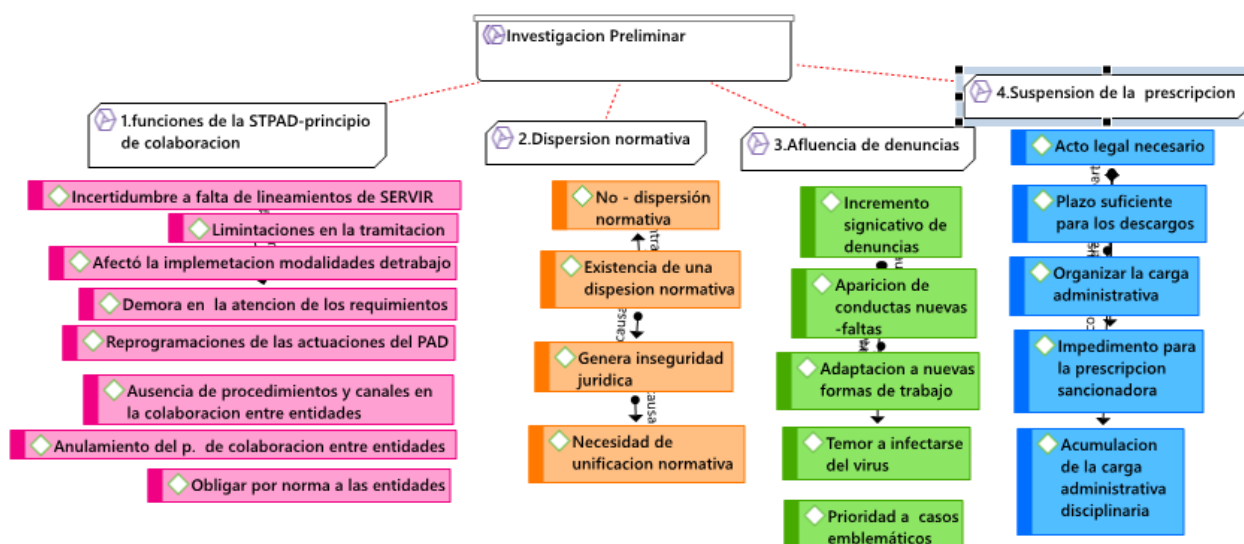 Investigacion Preliminar
1.funciones de la STPAD-principio
de colaboracion
2.Dispersion normativa
3.Afluencia de denuncias
4.Suspension de la prescripcion
Incertidumbre a falta de lineamientos de SERVIR
Limintaciones en la tramitacion
Afectó la implemetacion modalidades detrabajo
Demora en la atencion de los requimientos
Reprogramaciones de las actuaciones del PAD
Ausencia de procedimientos y canales en
la colaboracion entre entidades
Anulamiento del p. de colaboracion entre entidades
Obligar por norma a las entidades
No - dispersión
normativa
Existencia de una
dispesion normativa
causa
Genera inseguridad
juridica
causa
Necesidad de
unificacion normativa
Incremento
signicativo de
denuncias
Aparicion de
conductas nuevas
-faltas
Adaptacion a nuevas
formas de trabajo
Temor a infectarse
del virus
Prioridad a casos
emblemáticos
Acto legal necesario
Plazo suficiente
para los descargos
Organizar la carga
administrativa
Impedimento para
la prescripcion
sancionadora
Acumulacion
de la carga
administrativa
disciplinaria